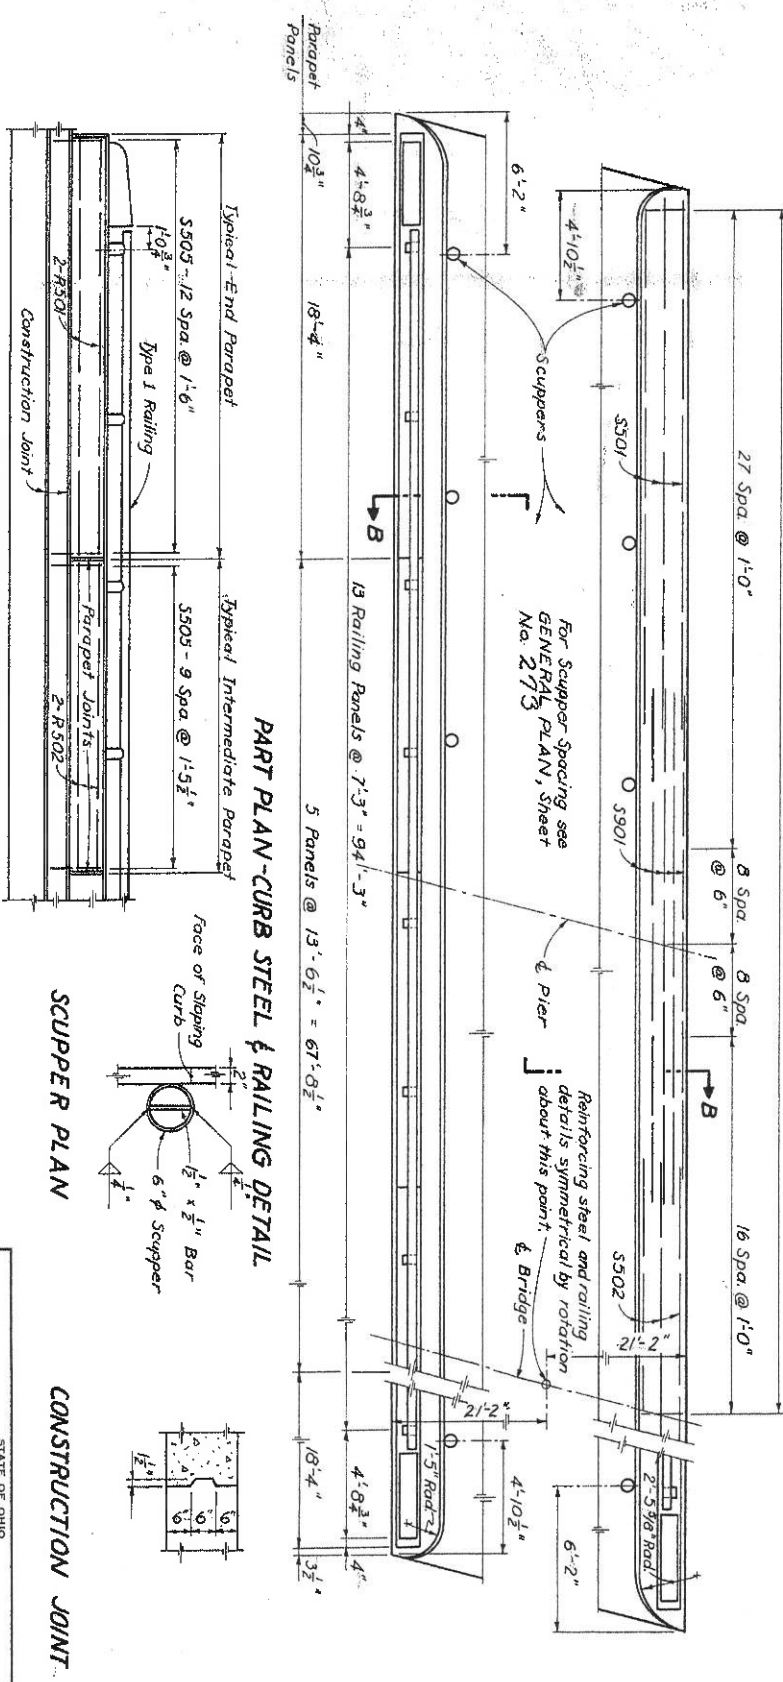 27 Spa. @ 1'-0"
8 Spa.
@ 6"
8 Spa
@ 6"
16 Spa. @ 1'-0"
4'-10½"
S501
S901
S502
21'-2"
2'-5⅝" Rad.
6'-2"
B
Scuppers
For Scupper Spacing see
GENERAL PLAN, Sheet
No. 273
℄ Pier
Reinforcing steel and railing
details symmetrical by rotation
about this point.
℄ Bridge
21'-2"
4'-10½"
1'-5" Rad.
6'-2"
B
4"
4'-8¾"
13 Railing Panels @ 7'-3" = 94'-3"
4'-8¾"
4"
Parapet
Panels
10¾"
18'-4"
5 Panels @ 13'-6½" = 67'-8½"
18'-4"
3½"
PART PLAN-CURB STEEL & RAILING DETAIL
Typical End Parapet
Typical Intermediate Parapet
S505-12 Spa. @ 1'-6"
S505-9 Spa. @ 1'-5½"
1'-0¾"
Type 1 Railing
2-R501
Parapet Joints
2-R502
Construction Joint
Face of Sloping
Curb
2"
¼"
¼"
1½" x ½" Bar
6"ϕ Scupper
SCUPPER PLAN
1½"
6"
6"
6"
CONSTRUCTION JOINT
STATE OF OHIO